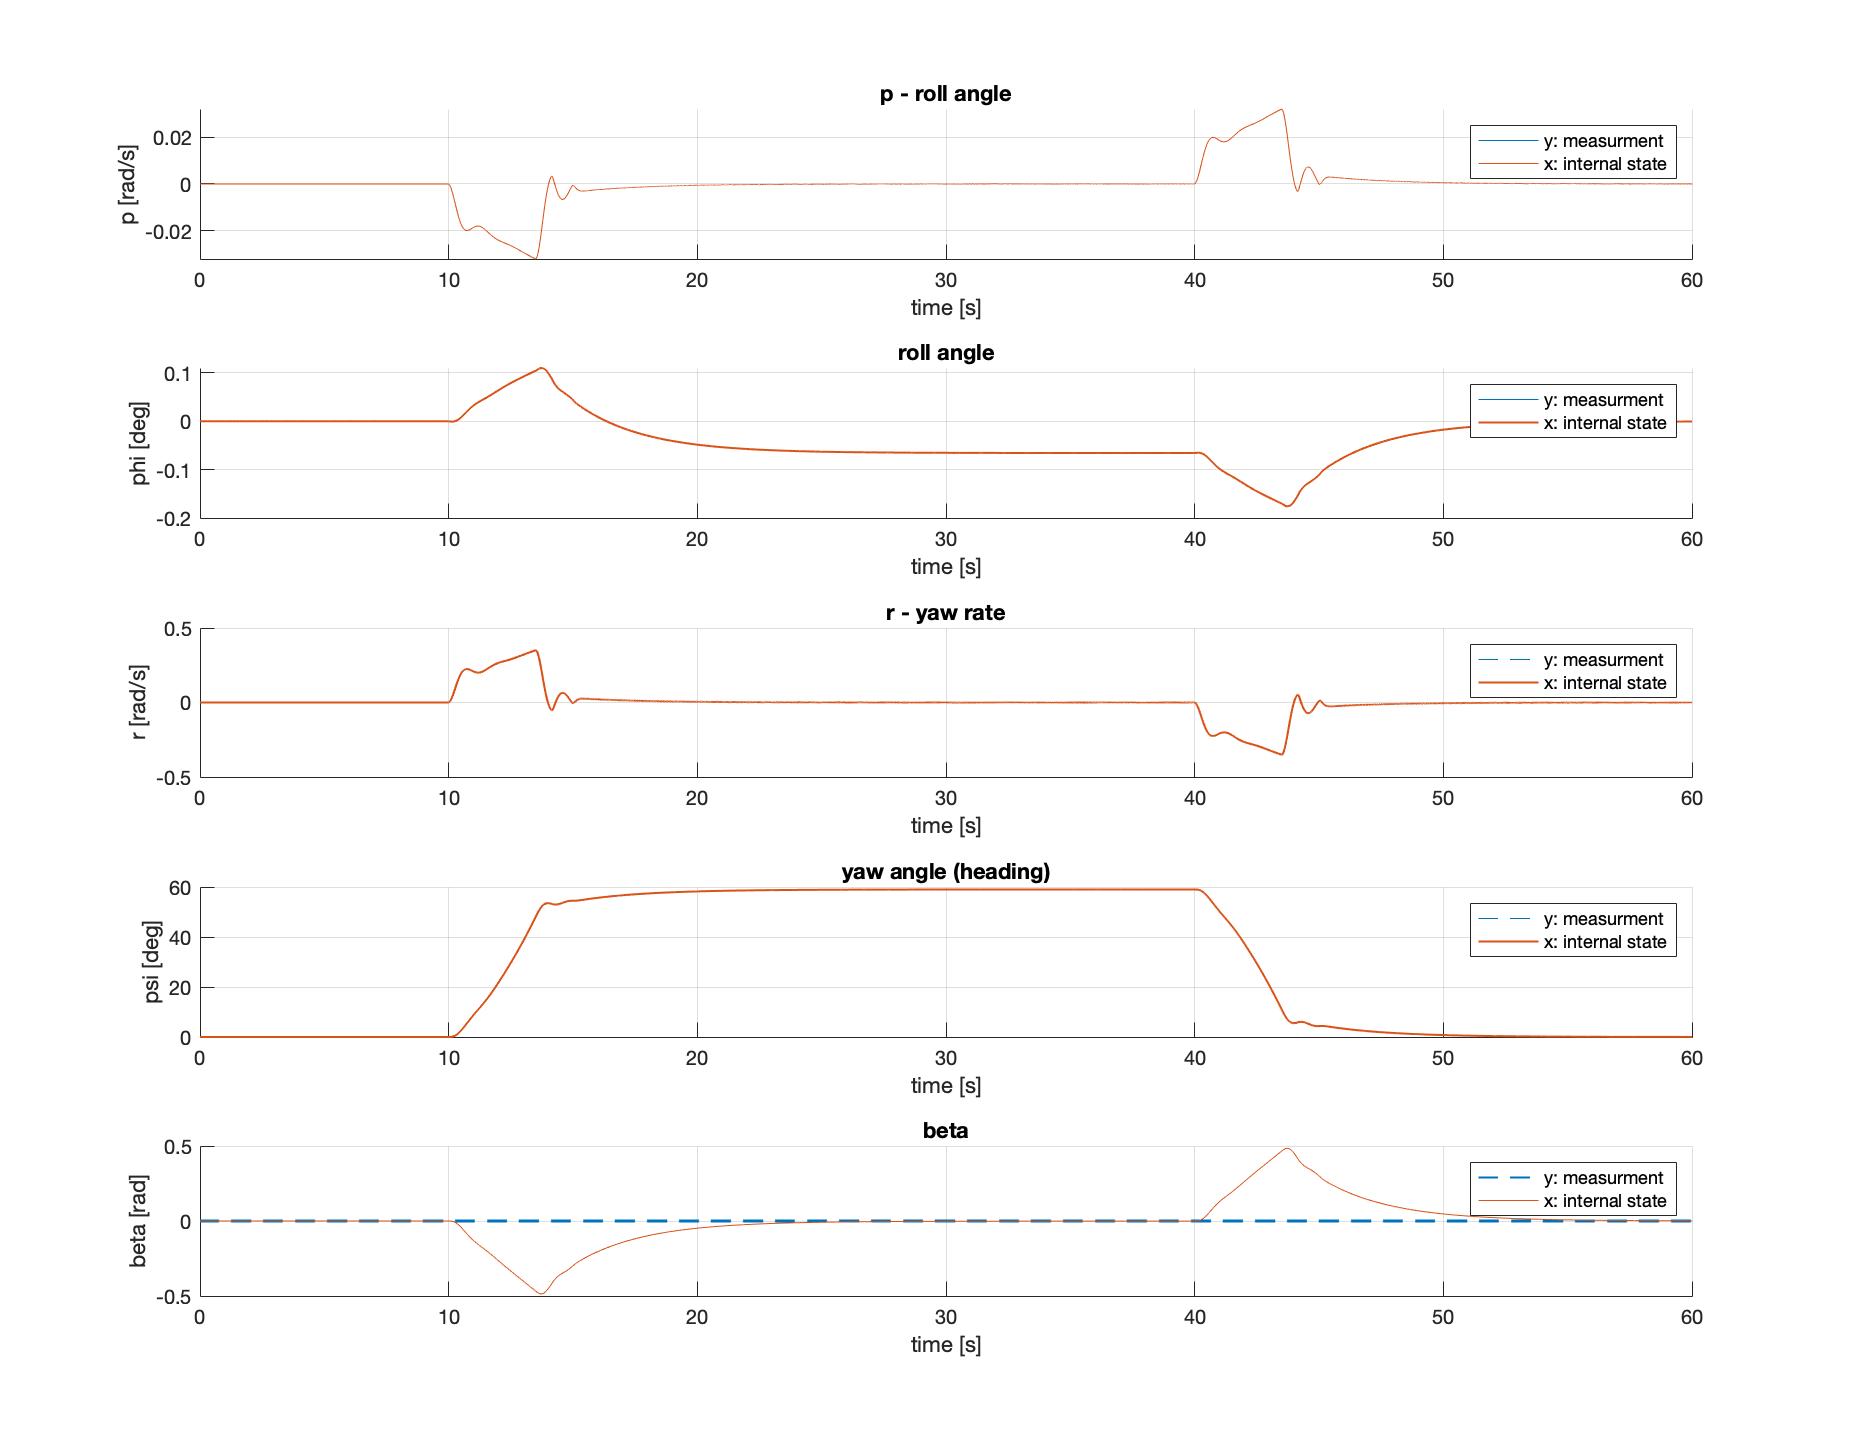 p - roll angle
p [rad/s]
0.02
0
-0.02
y: measurment
x: internal state
0 10 20 30 40 50 60
time [s]
roll angle
phi [deg]
0.1
0
-0.1
-0.2
y: measurment
x: internal state
0 10 20 30 40 50 60
time [s]
r - yaw rate
r [rad/s]
0.5
0
-0.5
y: measurment
x: internal state
0 10 20 30 40 50 60
time [s]
yaw angle (heading)
psi [deg]
60
40
20
0
y: measurment
x: internal state
0 10 20 30 40 50 60
time [s]
beta
beta [rad]
0.5
0
-0.5
y: measurment
x: internal state
0 10 20 30 40 50 60
time [s]